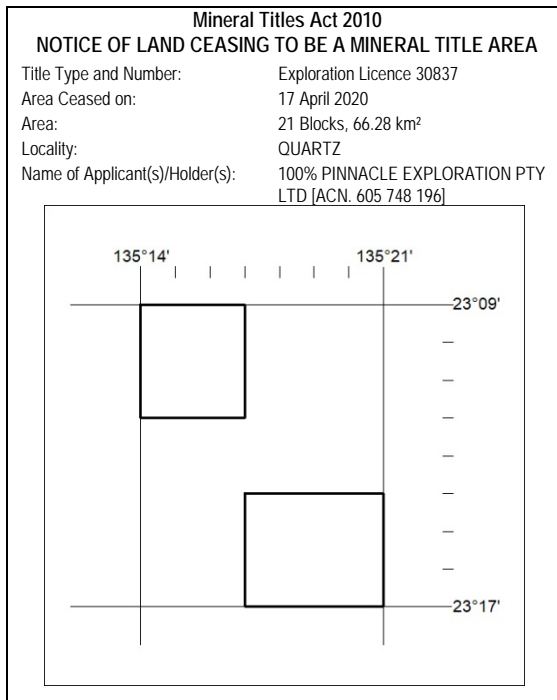 Mineral Titles Act 2010
NOTICE OF LAND CEASING TO BE A MINERAL TITLE AREA
Title Type and Number: Exploration Licence 30837
Area Ceased on: 17 April 2020
Area: 21 Blocks, 66.28 km²
Locality: QUARTZ
Name of Applicant(s)/Holder(s): 100% PINNACLE EXPLORATION PTY
LTD [ACN. 605 748 196]
135°14' 135°21'
23°09'
23°17'